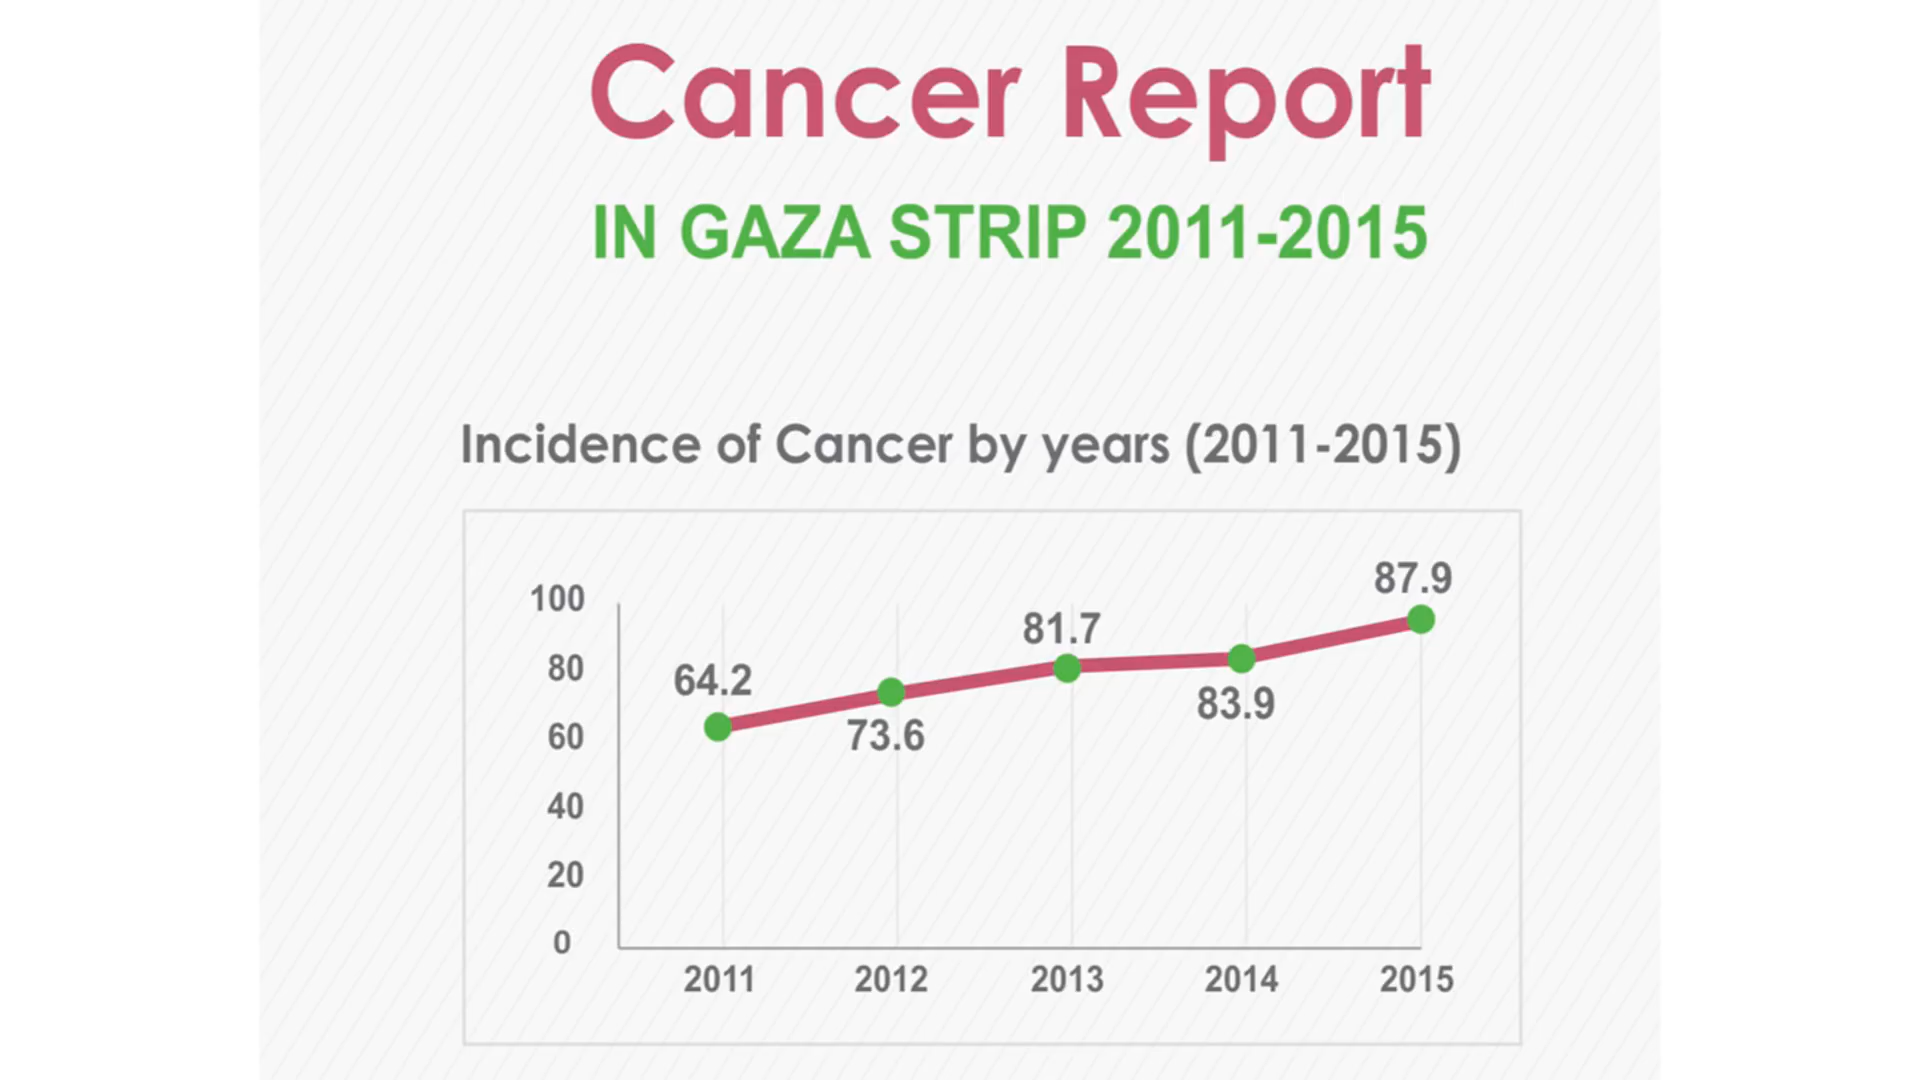 Cancer Report
IN GAZA STRIP 2011-2015
Incidence of Cancer by years (2011-2015)
100
80
60
40
20
0
64.2
73.6
81.7
83.9
87.9
2011 2012 2013 2014 2015